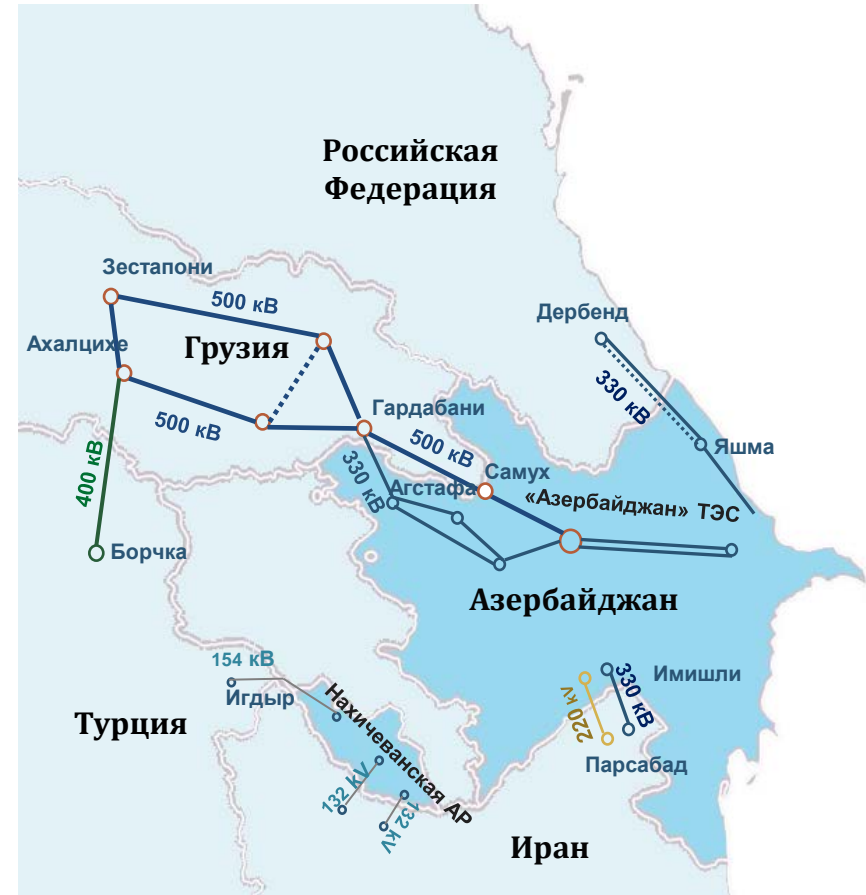 Российская
Федерация
Зестапони
500 кВ
Дербенд
Ахалцихе
Грузия
330 кВ
Гардабани
500 кВ
500 кВ
Яшма
400 кВ
330 кВ
Самух
Агстафа
«Азербайджан» ТЭС
Борчка
Азербайджан
154 кВ
Игдыр
Нахичеванская АР
220 kv
330 кВ
Имишли
Турция
Парсабад
132 KV
132 kV
Иран